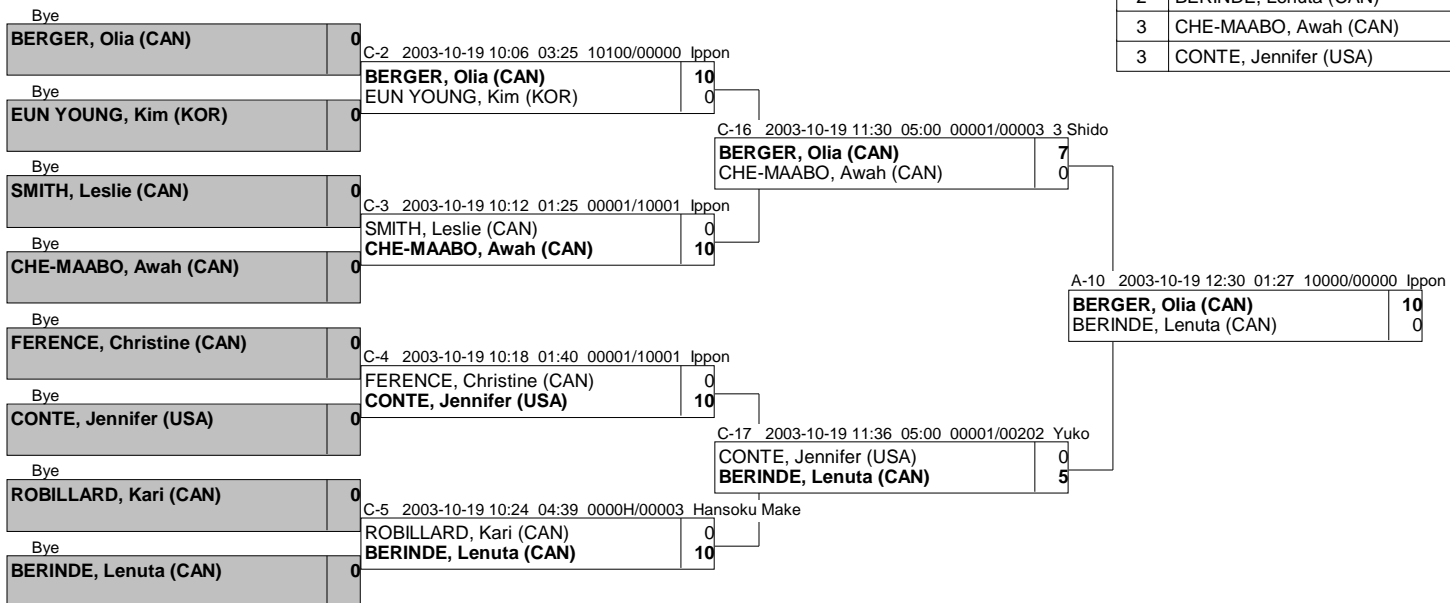 2 BERINDE, Lenuta (CAN)
3 CHE-MAABO, Awah (CAN)
3 CONTE, Jennifer (USA)
Bye
BERGER, Olia (CAN) 0
Bye
EUN YOUNG, Kim (KOR) 0
Bye
SMITH, Leslie (CAN) 0
Bye
CHE-MAABO, Awah (CAN) 0
Bye
FERENCE, Christine (CAN) 0
Bye
CONTE, Jennifer (USA) 0
Bye
ROBILLARD, Kari (CAN) 0
Bye
BERINDE, Lenuta (CAN) 0
C-2 2003-10-19 10:06 03:25 10100/00000 Ippon
BERGER, Olia (CAN) 10
EUN YOUNG, Kim (KOR) 0
C-3 2003-10-19 10:12 01:25 00001/10001 Ippon
SMITH, Leslie (CAN) 0
CHE-MAABO, Awah (CAN) 10
C-4 2003-10-19 10:18 01:40 00001/10001 Ippon
FERENCE, Christine (CAN) 0
CONTE, Jennifer (USA) 10
C-5 2003-10-19 10:24 04:39 0000H/00003 Hansoku Make
ROBILLARD, Kari (CAN) 0
BERINDE, Lenuta (CAN) 10
C-16 2003-10-19 11:30 05:00 00001/00003 3 Shido
BERGER, Olia (CAN) 7
CHE-MAABO, Awah (CAN) 0
C-17 2003-10-19 11:36 05:00 00001/00202 Yuko
CONTE, Jennifer (USA) 0
BERINDE, Lenuta (CAN) 5
A-10 2003-10-19 12:30 01:27 10000/00000 Ippon
BERGER, Olia (CAN) 10
BERINDE, Lenuta (CAN) 0